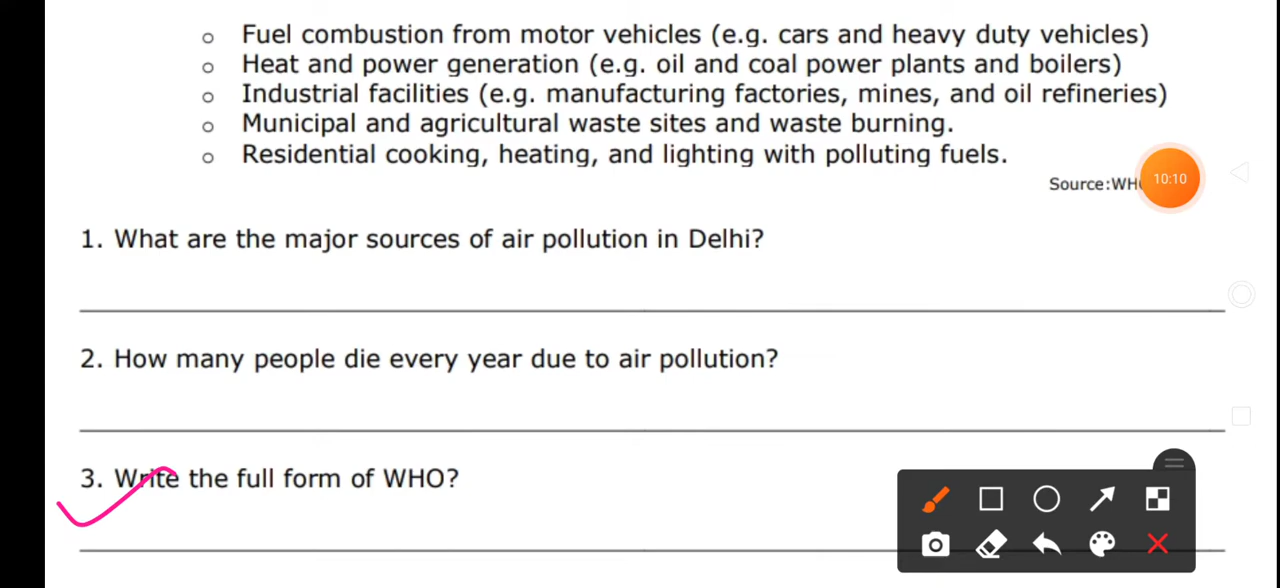 o Fuel combustion from motor vehicles (e.g. cars and heavy duty vehicles)
o Heat and power generation (e.g. oil and coal power plants and boilers)
o Industrial facilities (e.g. manufacturing factories, mines, and oil refineries)
o Municipal and agricultural waste sites and waste burning.
o Residential cooking, heating, and lighting with polluting fuels.
Source:WHO
10:10
1. What are the major sources of air pollution in Delhi?
2. How many people die every year due to air pollution?
3. Write the full form of WHO?